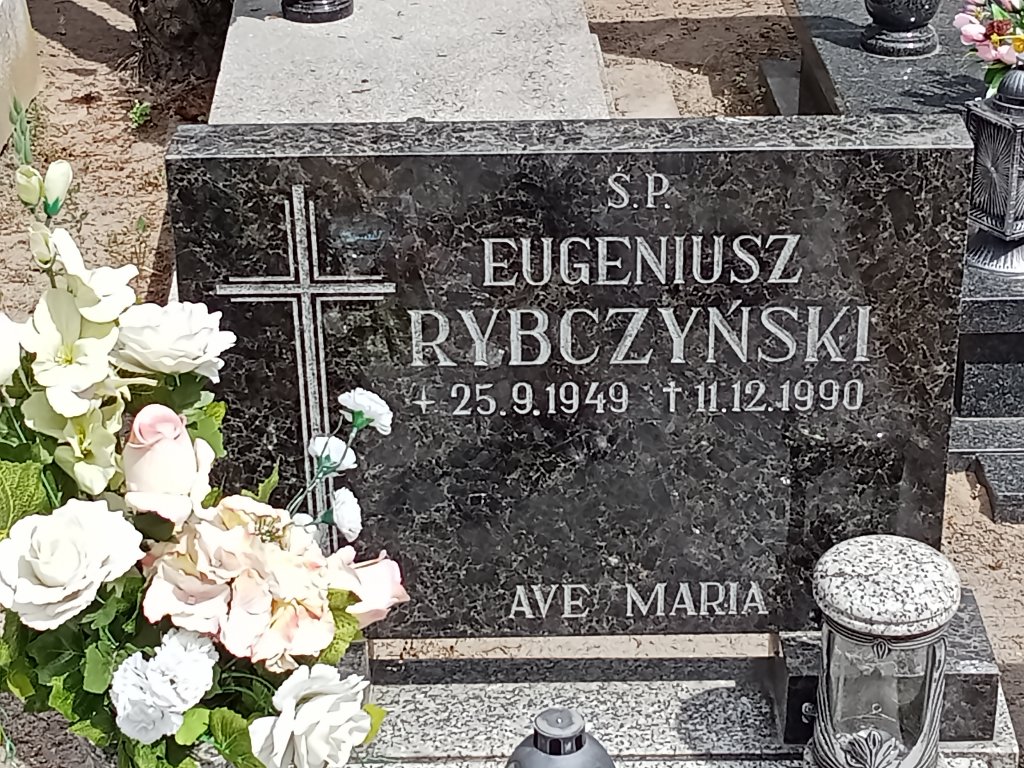 Ś.P.
EUGENIUSZ
RYBCZYŃSKI
+ 25.9.1949 † 11.12.1990
AVE MARIA